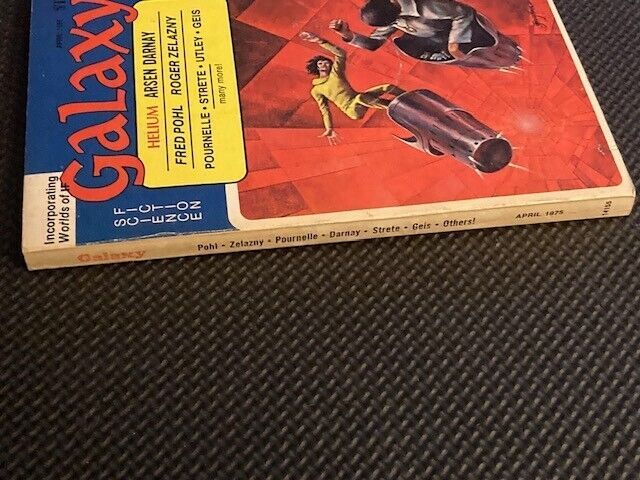 Galaxy
Incorporating
Worlds of IF
SCIENCE
FICTION
HELIUM ARSEN DARNAY
FRED POHL ROGER ZELAZNY
POURNELLE • STRETE • UTLEY • GEIS
many more!
Galaxy
Pohl - Zelazny - Pournelle - Darnay - Strete - Geis - Others!
APRIL 1975